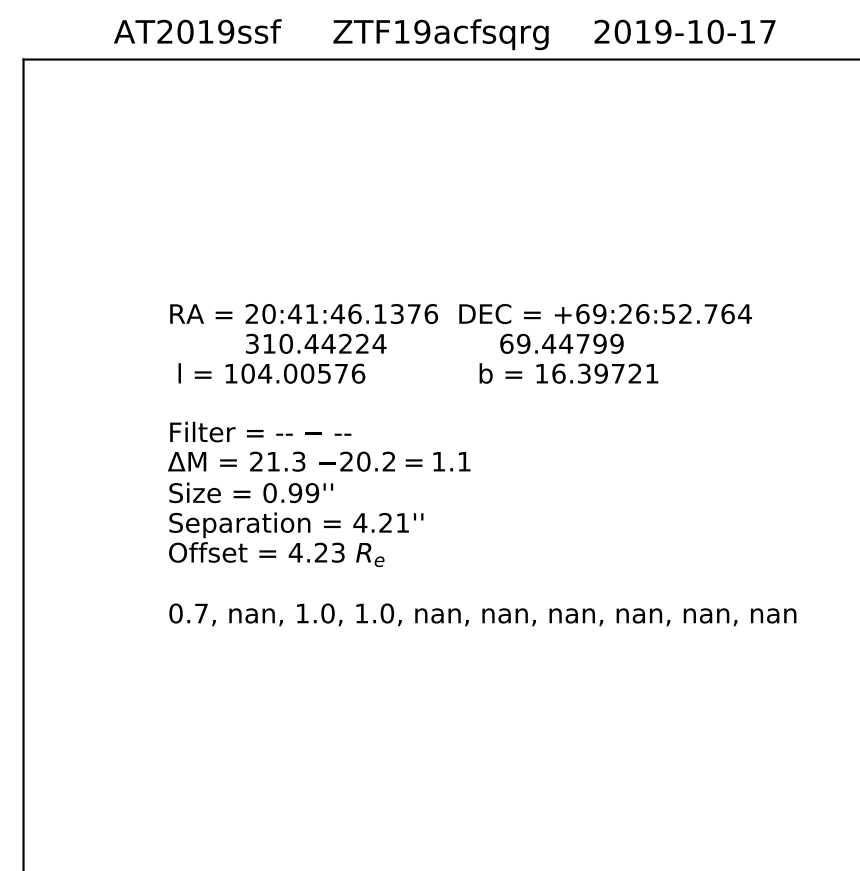 AT2019ssf ZTF19acfsqrg 2019-10-17
RA = 20:41:46.1376 DEC = +69:26:52.764
310.44224 69.44799
l = 104.00576 b = 16.39721
Filter = -- − --
ΔM = 21.3 −20.2 = 1.1
Size = 0.99''
Separation = 4.21''
Offset = 4.23 Re
0.7, nan, 1.0, 1.0, nan, nan, nan, nan, nan, nan